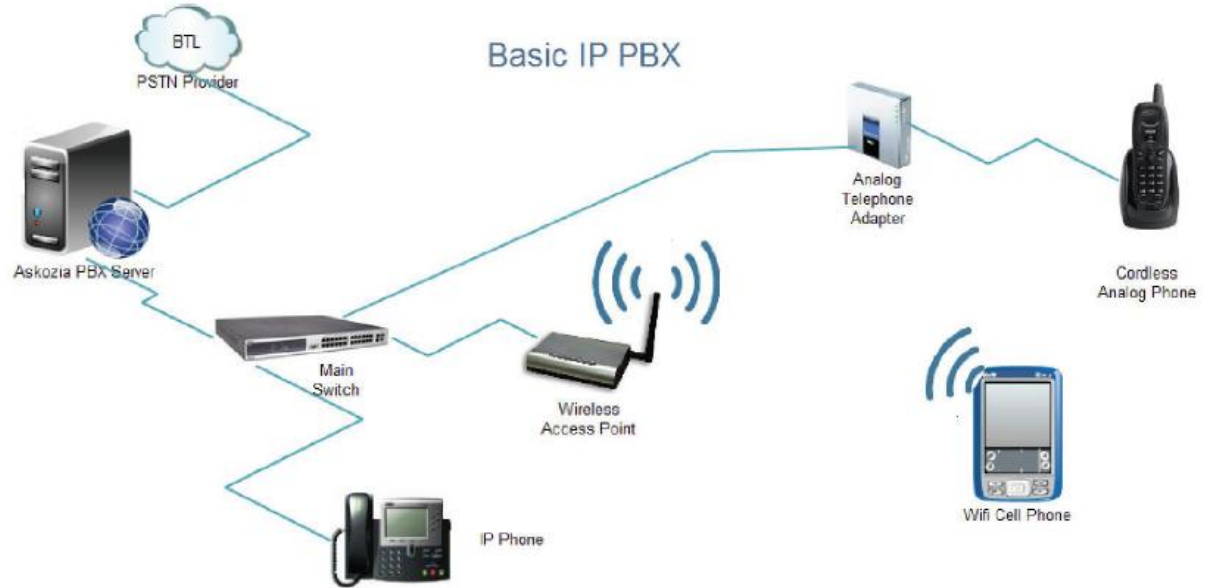 BTL
PSTN Provider
Basic IP PBX
Askozia PBX Server
Analog
Telephone
Adapter
Cordless
Analog Phone
Main
Switch
Wireless
Access Point
Wifi Cell Phone
IP Phone